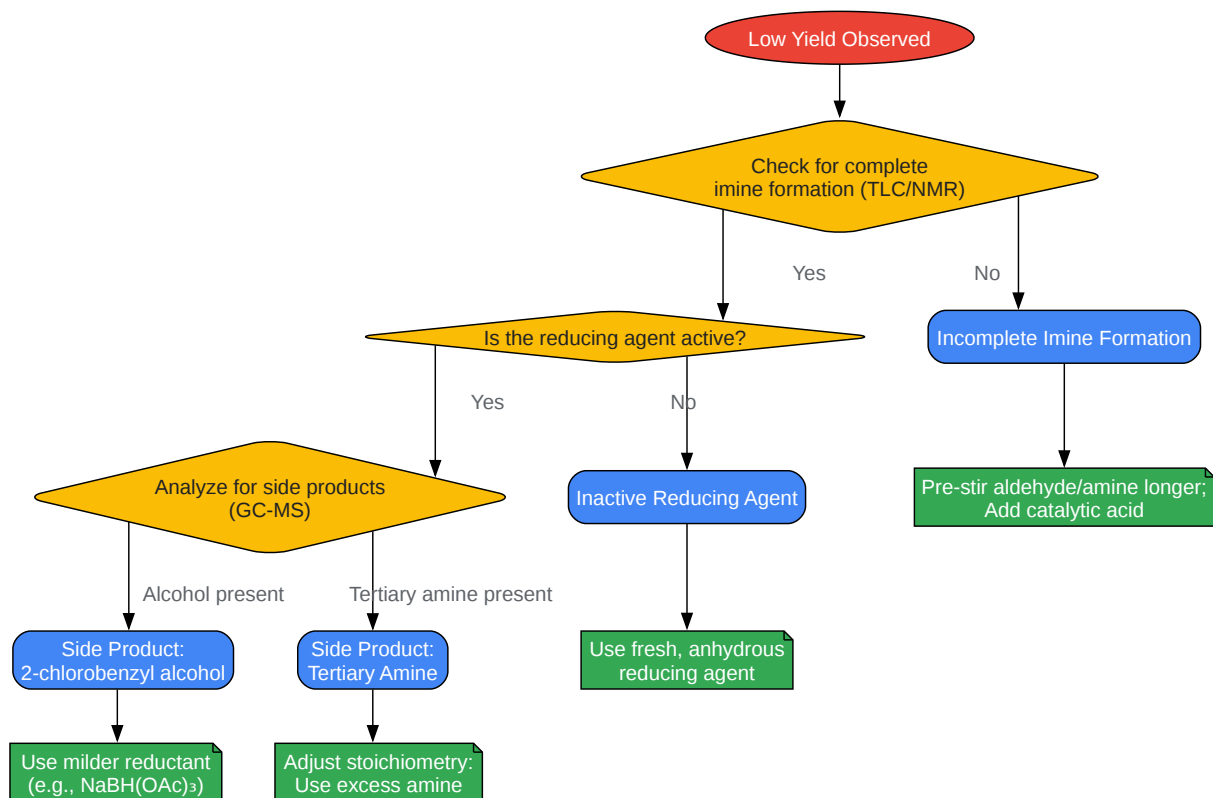 Low Yield Observed
Check for complete
imine formation (TLC/NMR)
Yes
No
Is the reducing agent active?
Incomplete Imine Formation
Yes
No
Analyze for side products
(GC-MS)
Inactive Reducing Agent
Pre-stir aldehyde/amine longer;
Add catalytic acid
Alcohol present
Tertiary amine present
Side Product:
2-chlorobenzyl alcohol
Side Product:
Tertiary Amine
Use fresh, anhydrous
reducing agent
Use milder reductant
(e.g., NaBH(OAc)₃)
Adjust stoichiometry:
Use excess amine